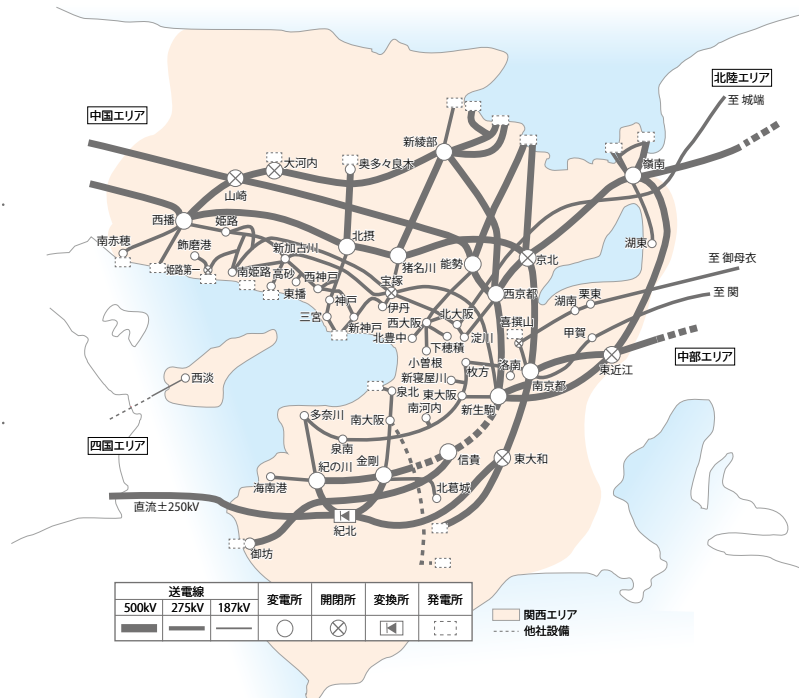 北陸エリア
至 城端
中国エリア
新綾部
大河内
奥多々良木
嶺南
山崎
西播
姫路
北摂
南赤穂
飾磨港
新加古川
猪名川
能勢
京北
湖東
至 御母衣
姫路第一
南姫路
高砂
西神戸
宝塚
東播
神戸
伊丹
西京都
湖南
栗東
至 関
三宮
新神戸
西大阪
北大阪
喜撰山
北豊中
下穂積
淀川
甲賀
中部エリア
小曽根
枚方
洛南
東近江
西淡
新寝屋川
南京都
泉北
東大阪
新生駒
多奈川
南大阪
南河内
四国エリア
泉南
紀の川
金剛
信貴
東大和
海南港
北葛城
直流±250kV
紀北
御坊
送電線
変電所
開閉所
変換所
発電所
500kV
275kV
187kV
関西エリア
他社設備